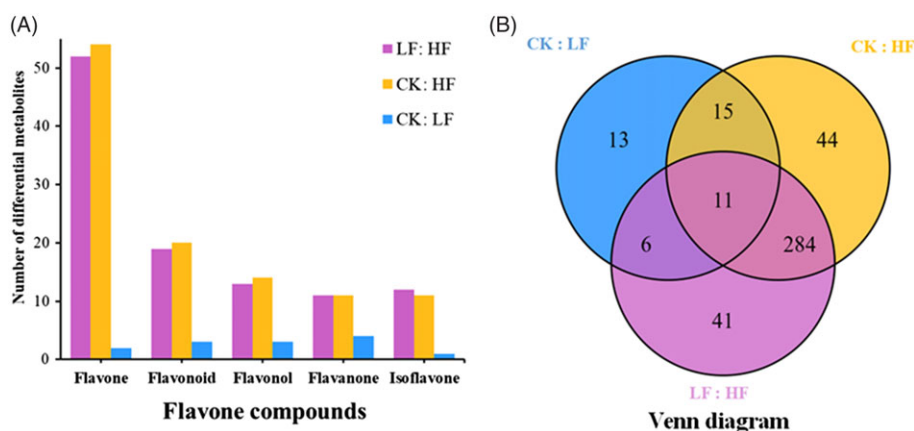 (A)
Number of differential metabolites
50
40
30
20
10
0
LF: HF
CK: HF
CK: LF
Flavone Flavonoid Flavonol Flavanone Isoflavone
Flavone compounds
(B)
CK : LF
CK : HF
13
15
44
11
6
284
41
LF : HF
Venn diagram